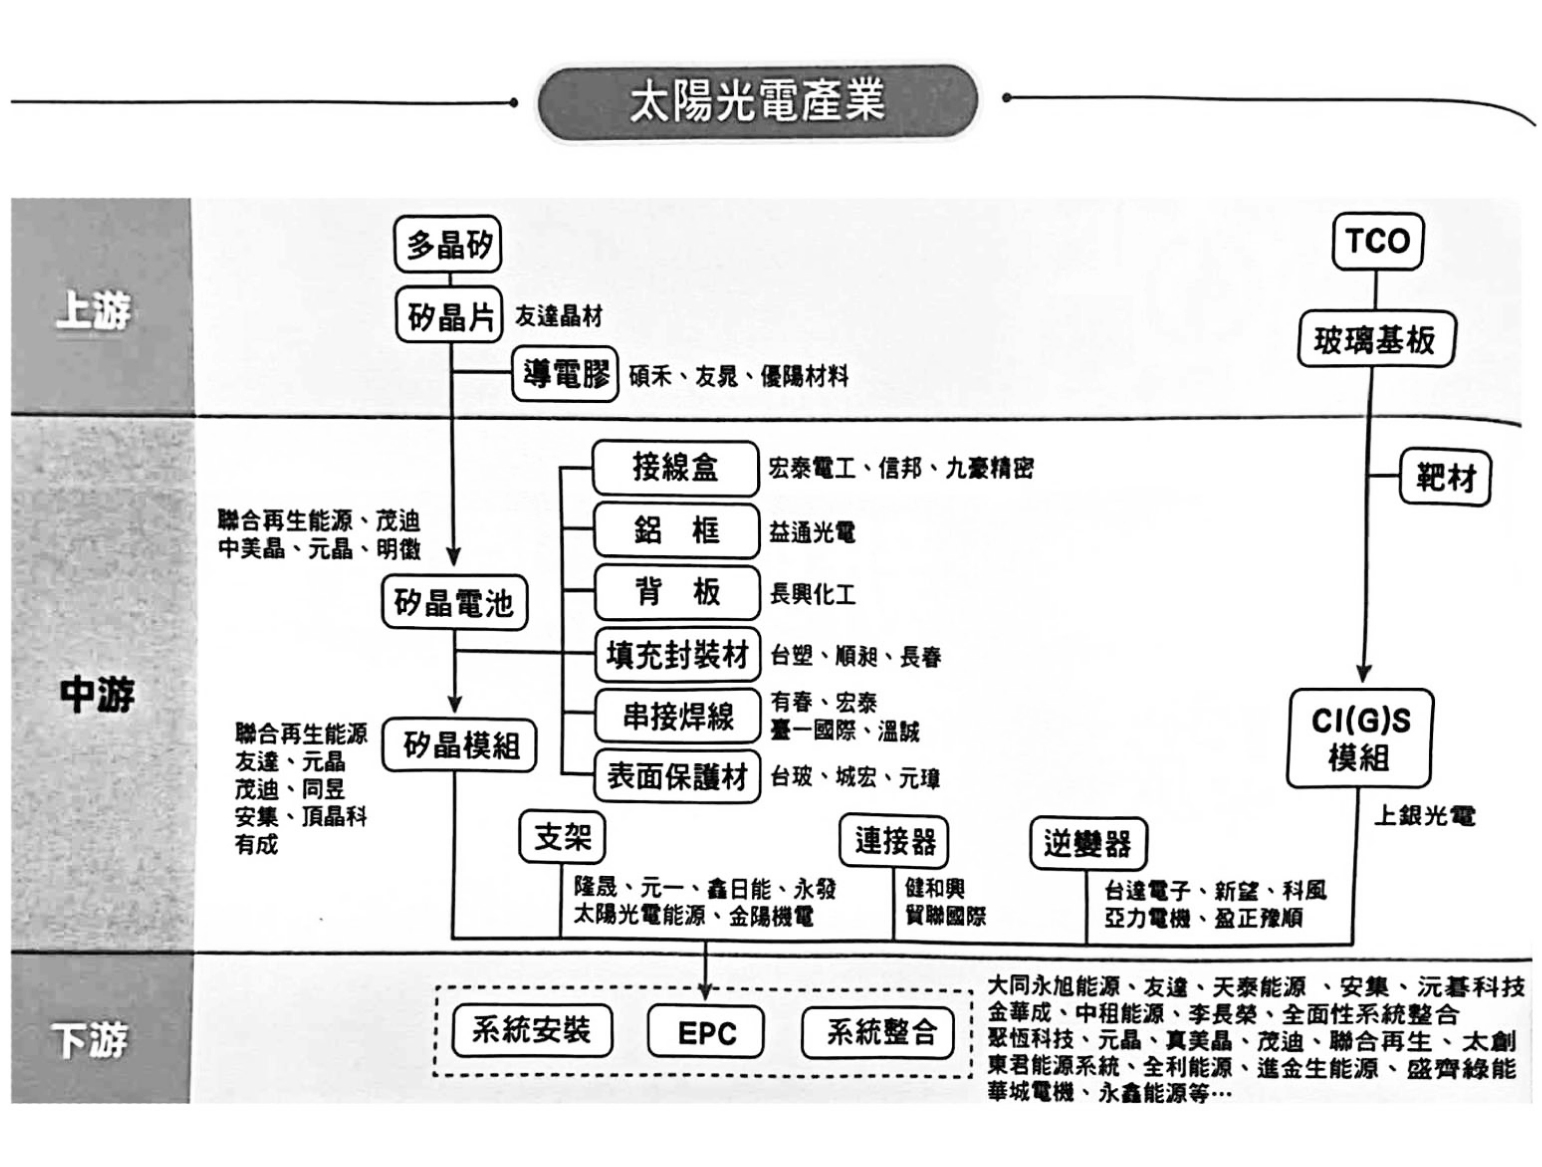 太陽光電產業
上游
多晶矽
矽晶片
友達晶材
導電膠
碩禾、友晁、優陽材料
TCO
玻璃基板
中游
接線盒
宏泰電工、信邦、九豪精密
鋁 框
益通光電
背 板
長興化工
填充封裝材
台塑、順昶、長春
串接焊線
有春、宏泰
臺一國際、溫誠
表面保護材
台玻、城宏、元璋
聯合再生能源、茂迪
中美晶、元晶、明徽
矽晶電池
聯合再生能源
友達、元晶
茂迪、同昱
安集、頂晶科
有成
矽晶模組
靶材
CI(G)S
模組
上銀光電
支架
隆晟、元一、鑫日能、永發
太陽光電能源、金陽機電
連接器
健和興
貿聯國際
逆變器
台達電子、新望、科風
亞力電機、盈正豫順
下游
系統安裝
EPC
系統整合
大同永旭能源、友達、天泰能源、安集、沅碁科技
金華成、中租能源、李長榮、全面性系統整合
聚恆科技、元晶、真美晶、茂迪、聯合再生、太創
東君能源系統、全利能源、進金生能源、盛齊綠能
華城電機、永鑫能源等…